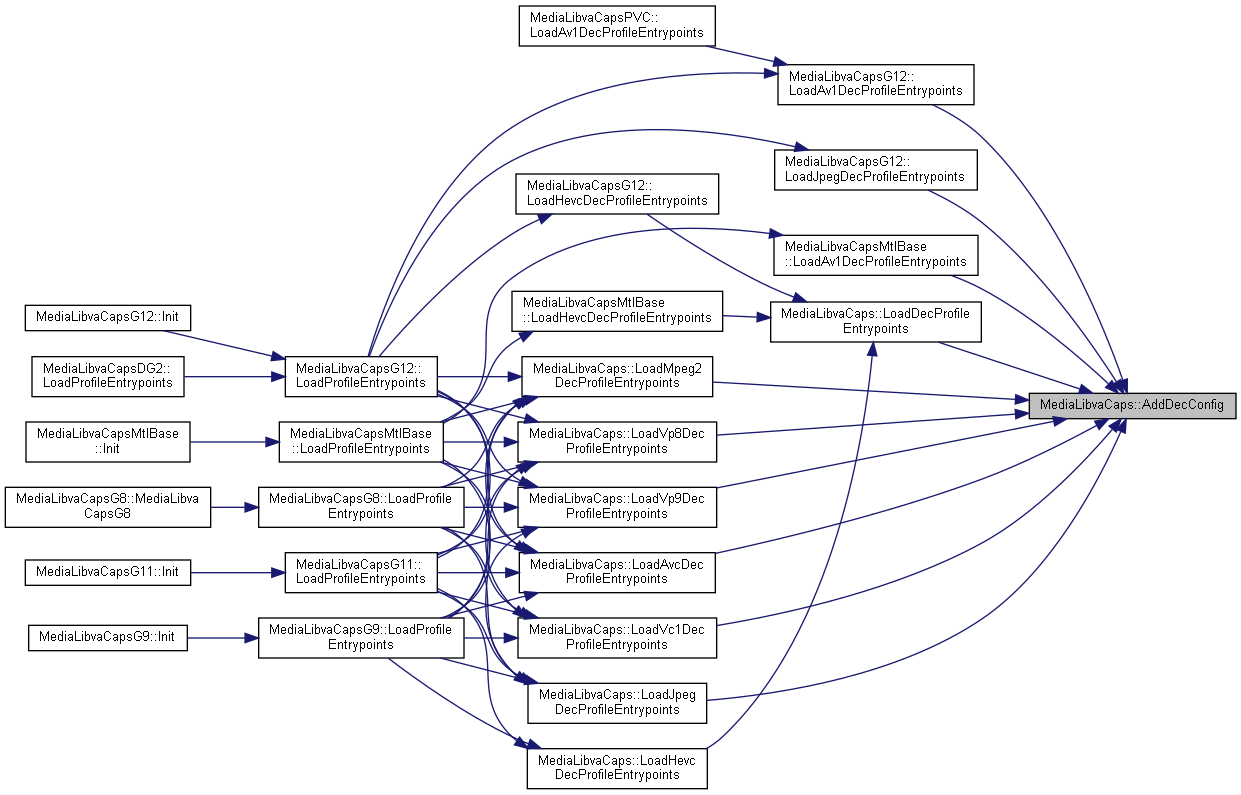 MediaLibvaCapsPVC::
LoadAv1DecProfileEntrypoints
MediaLibvaCapsG12::
LoadAv1DecProfileEntrypoints
MediaLibvaCapsG12::
LoadJpegDecProfileEntrypoints
MediaLibvaCapsG12::
LoadHevcDecProfileEntrypoints
MediaLibvaCapsMtlBase
::LoadAv1DecProfileEntrypoints
MediaLibvaCapsMtlBase
::LoadHevcDecProfileEntrypoints
MediaLibvaCaps::LoadDecProfile
Entrypoints
MediaLibvaCapsG12::Init
MediaLibvaCapsDG2::
LoadProfileEntrypoints
MediaLibvaCapsG12::
LoadProfileEntrypoints
MediaLibvaCaps::LoadMpeg2
DecProfileEntrypoints
MediaLibvaCaps::AddDecConfig
MediaLibvaCapsMtlBase
::Init
MediaLibvaCapsMtlBase
::LoadProfileEntrypoints
MediaLibvaCaps::LoadVp8Dec
ProfileEntrypoints
MediaLibvaCapsG8::MediaLibva
CapsG8
MediaLibvaCapsG8::LoadProfile
Entrypoints
MediaLibvaCaps::LoadVp9Dec
ProfileEntrypoints
MediaLibvaCapsG11::Init
MediaLibvaCapsG11::
LoadProfileEntrypoints
MediaLibvaCaps::LoadAvcDec
ProfileEntrypoints
MediaLibvaCapsG9::Init
MediaLibvaCapsG9::LoadProfile
Entrypoints
MediaLibvaCaps::LoadVc1Dec
ProfileEntrypoints
MediaLibvaCaps::LoadJpeg
DecProfileEntrypoints
MediaLibvaCaps::LoadHevc
DecProfileEntrypoints